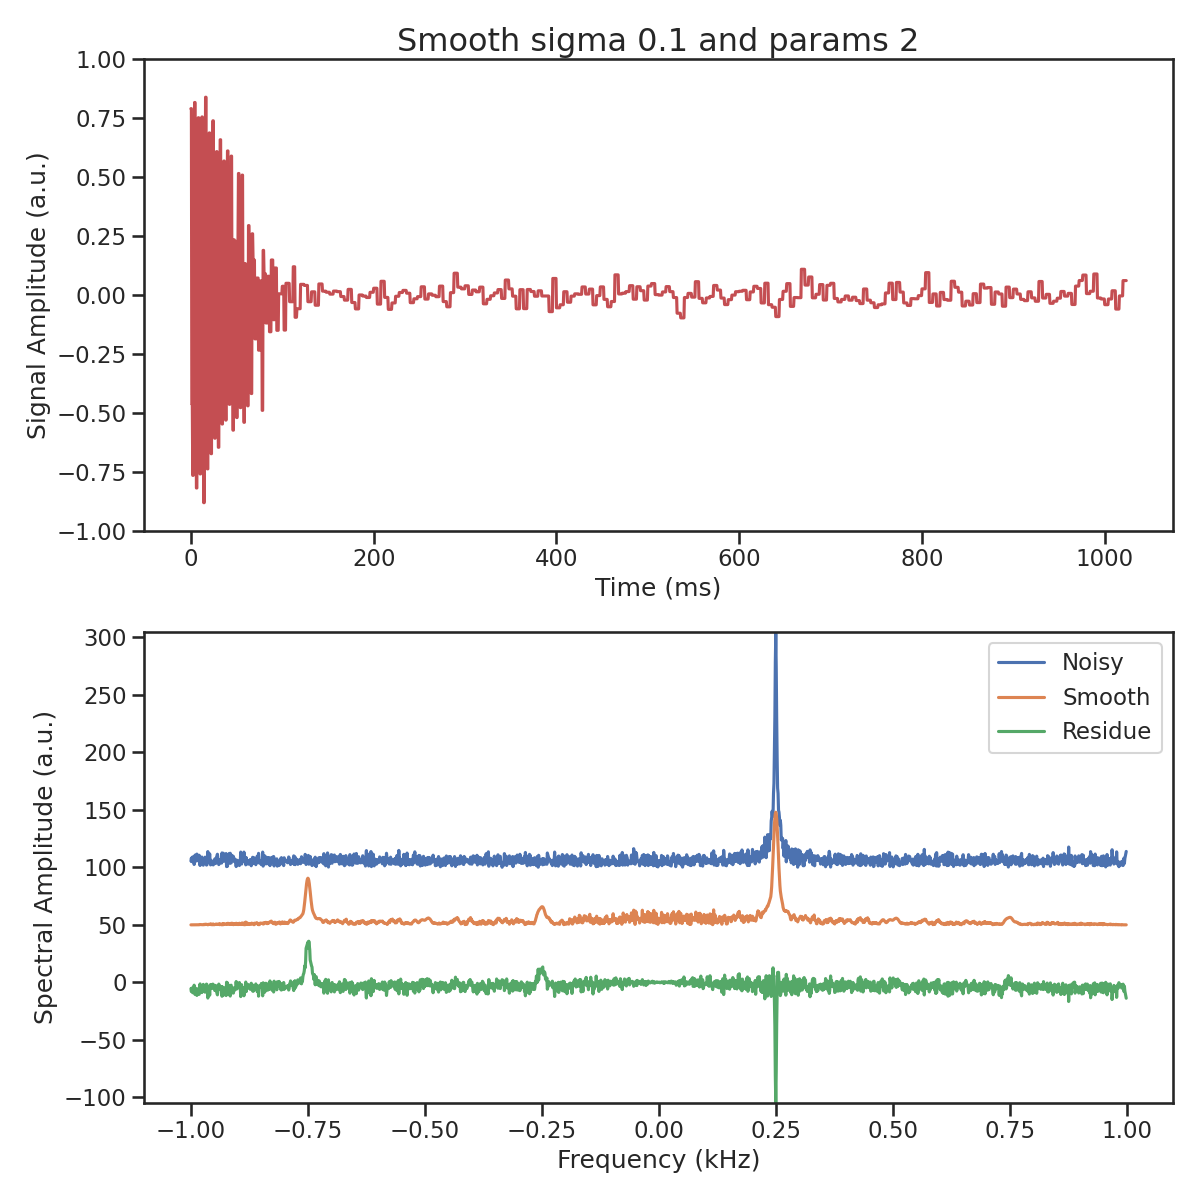 Smooth sigma 0.1 and params 2
1.00
0.75
0.50
0.25
0.00
−0.25
−0.50
−0.75
−1.00
Signal Amplitude (a.u.)
0 200 400 600 800 1000
Time (ms)
300
250
200
150
100
50
0
−50
−100
Spectral Amplitude (a.u.)
Noisy
Smooth
Residue
−1.00 −0.75 −0.50 −0.25 0.00 0.25 0.50 0.75 1.00
Frequency (kHz)